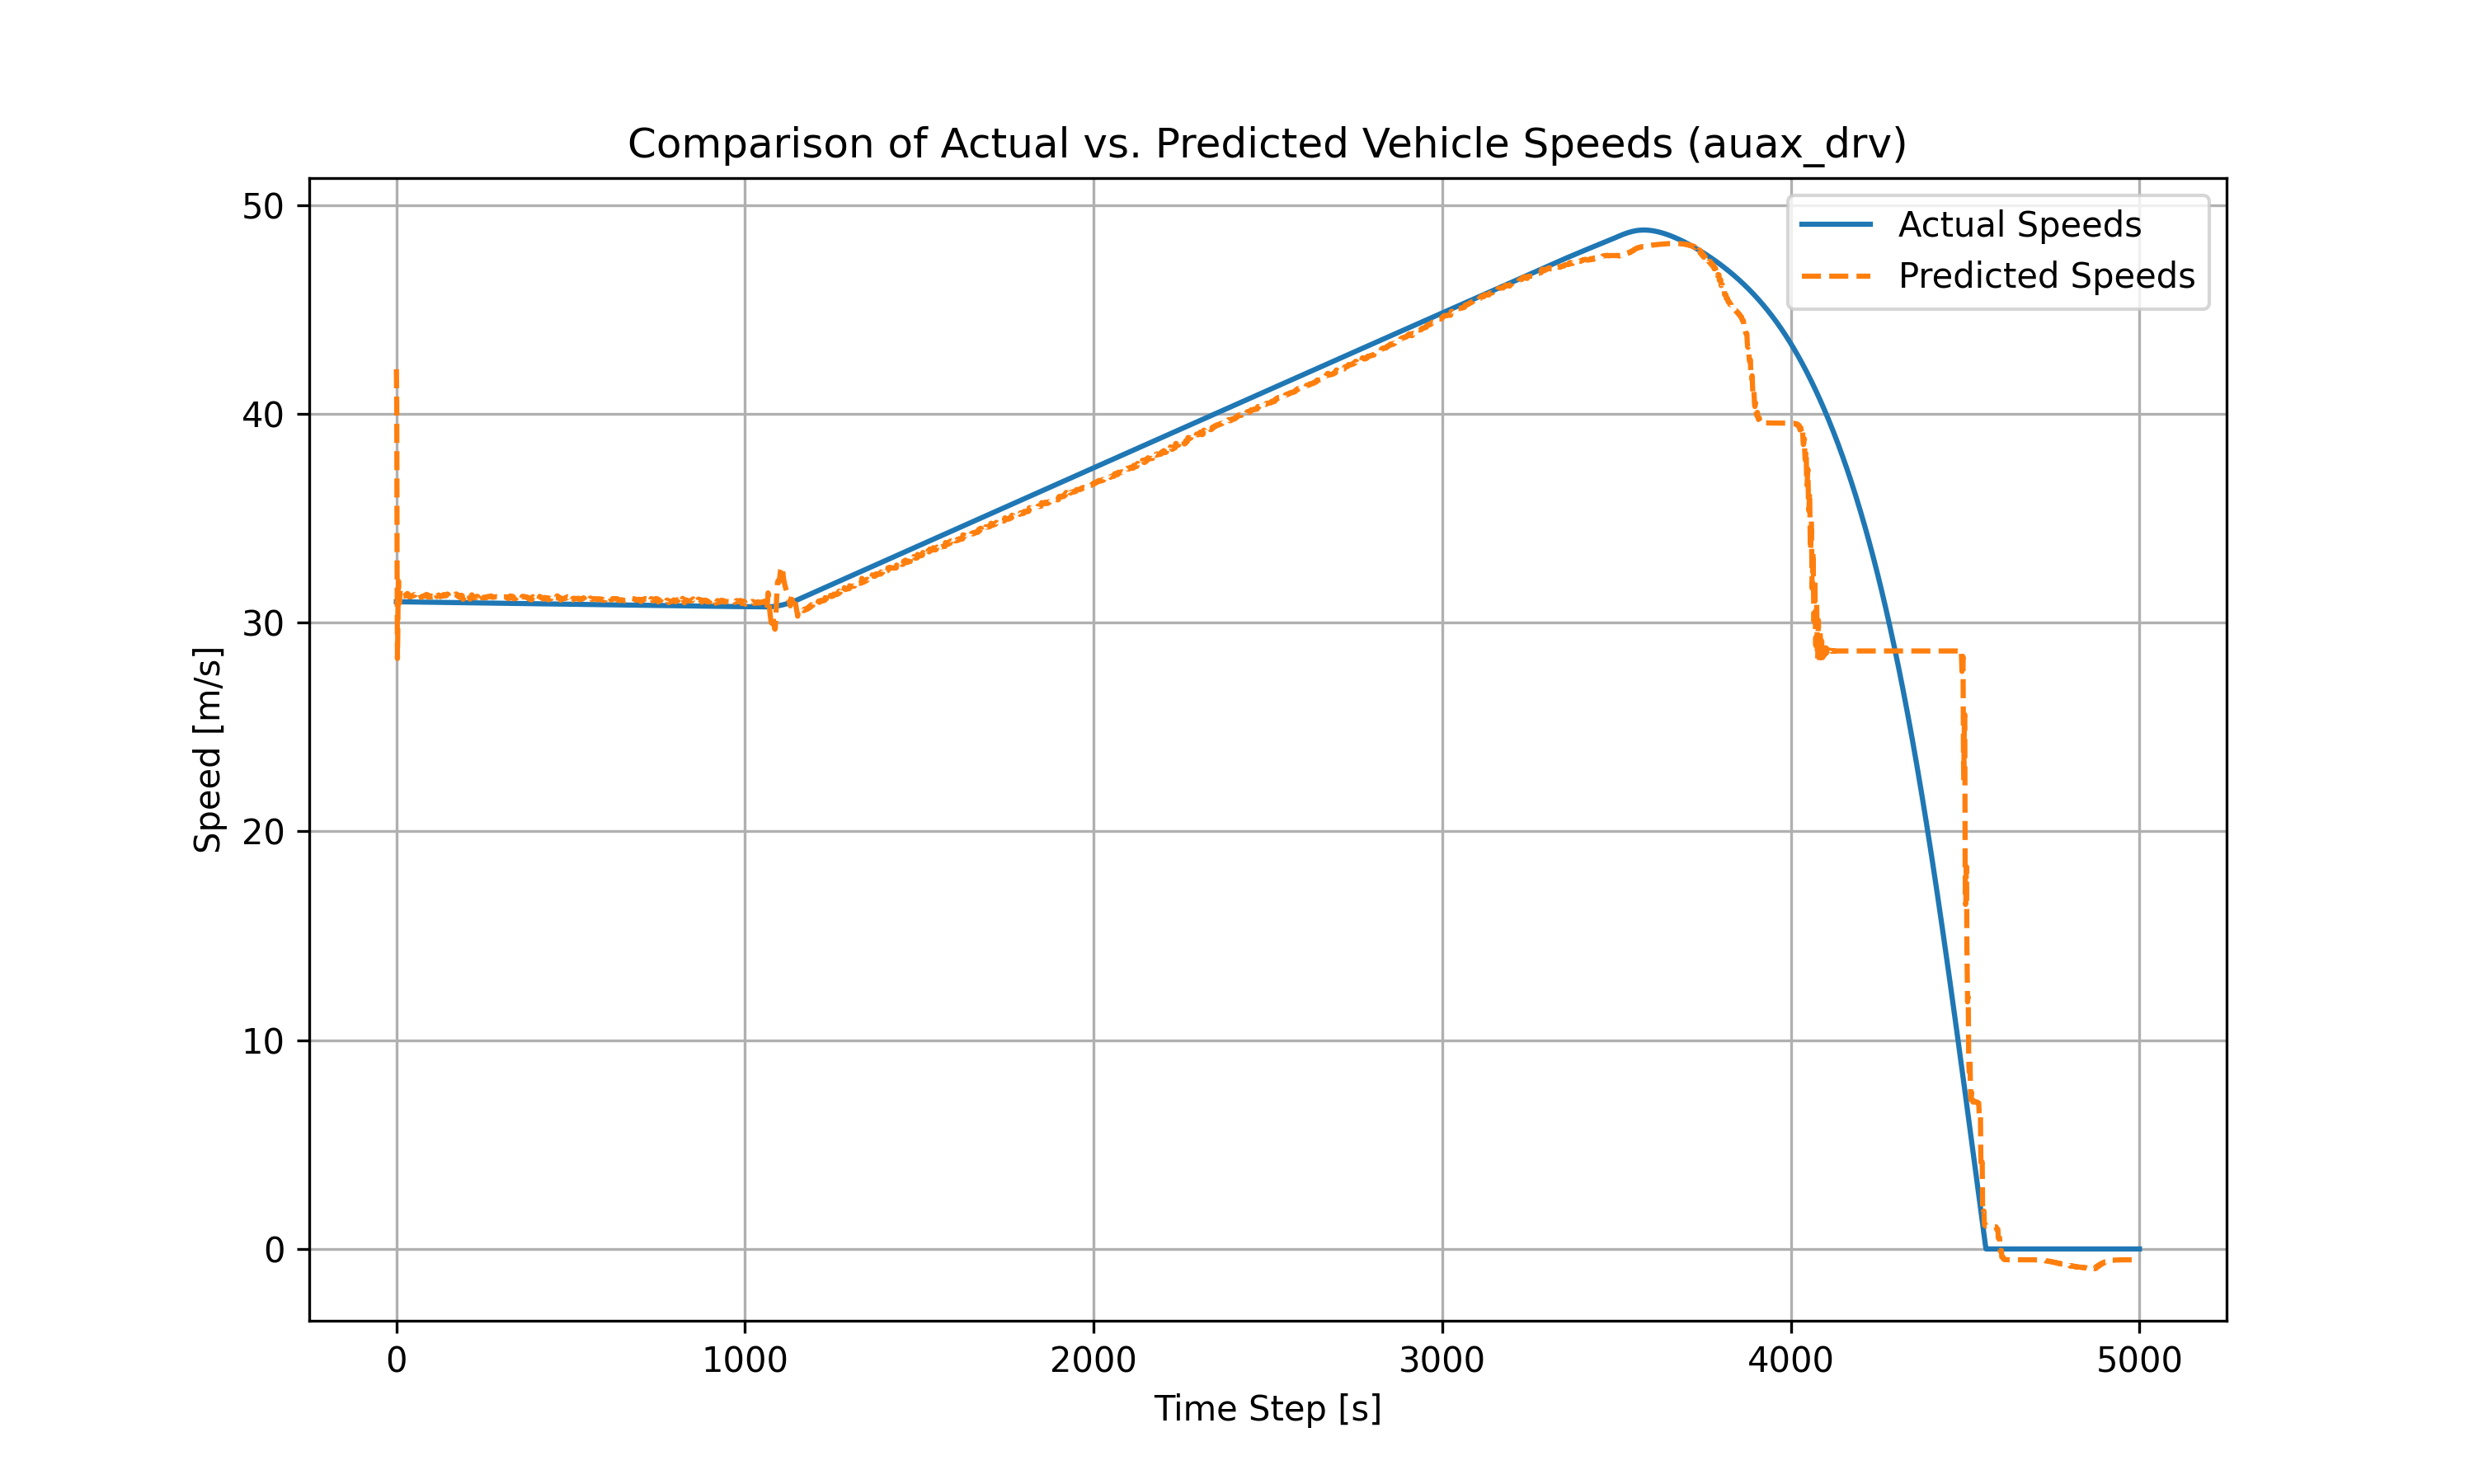 Comparison of Actual vs. Predicted Vehicle Speeds (auax_drv)
Actual Speeds
Predicted Speeds
Speed [m/s]
50
40
30
20
10
0
0 1000 2000 3000 4000 5000
Time Step [s]